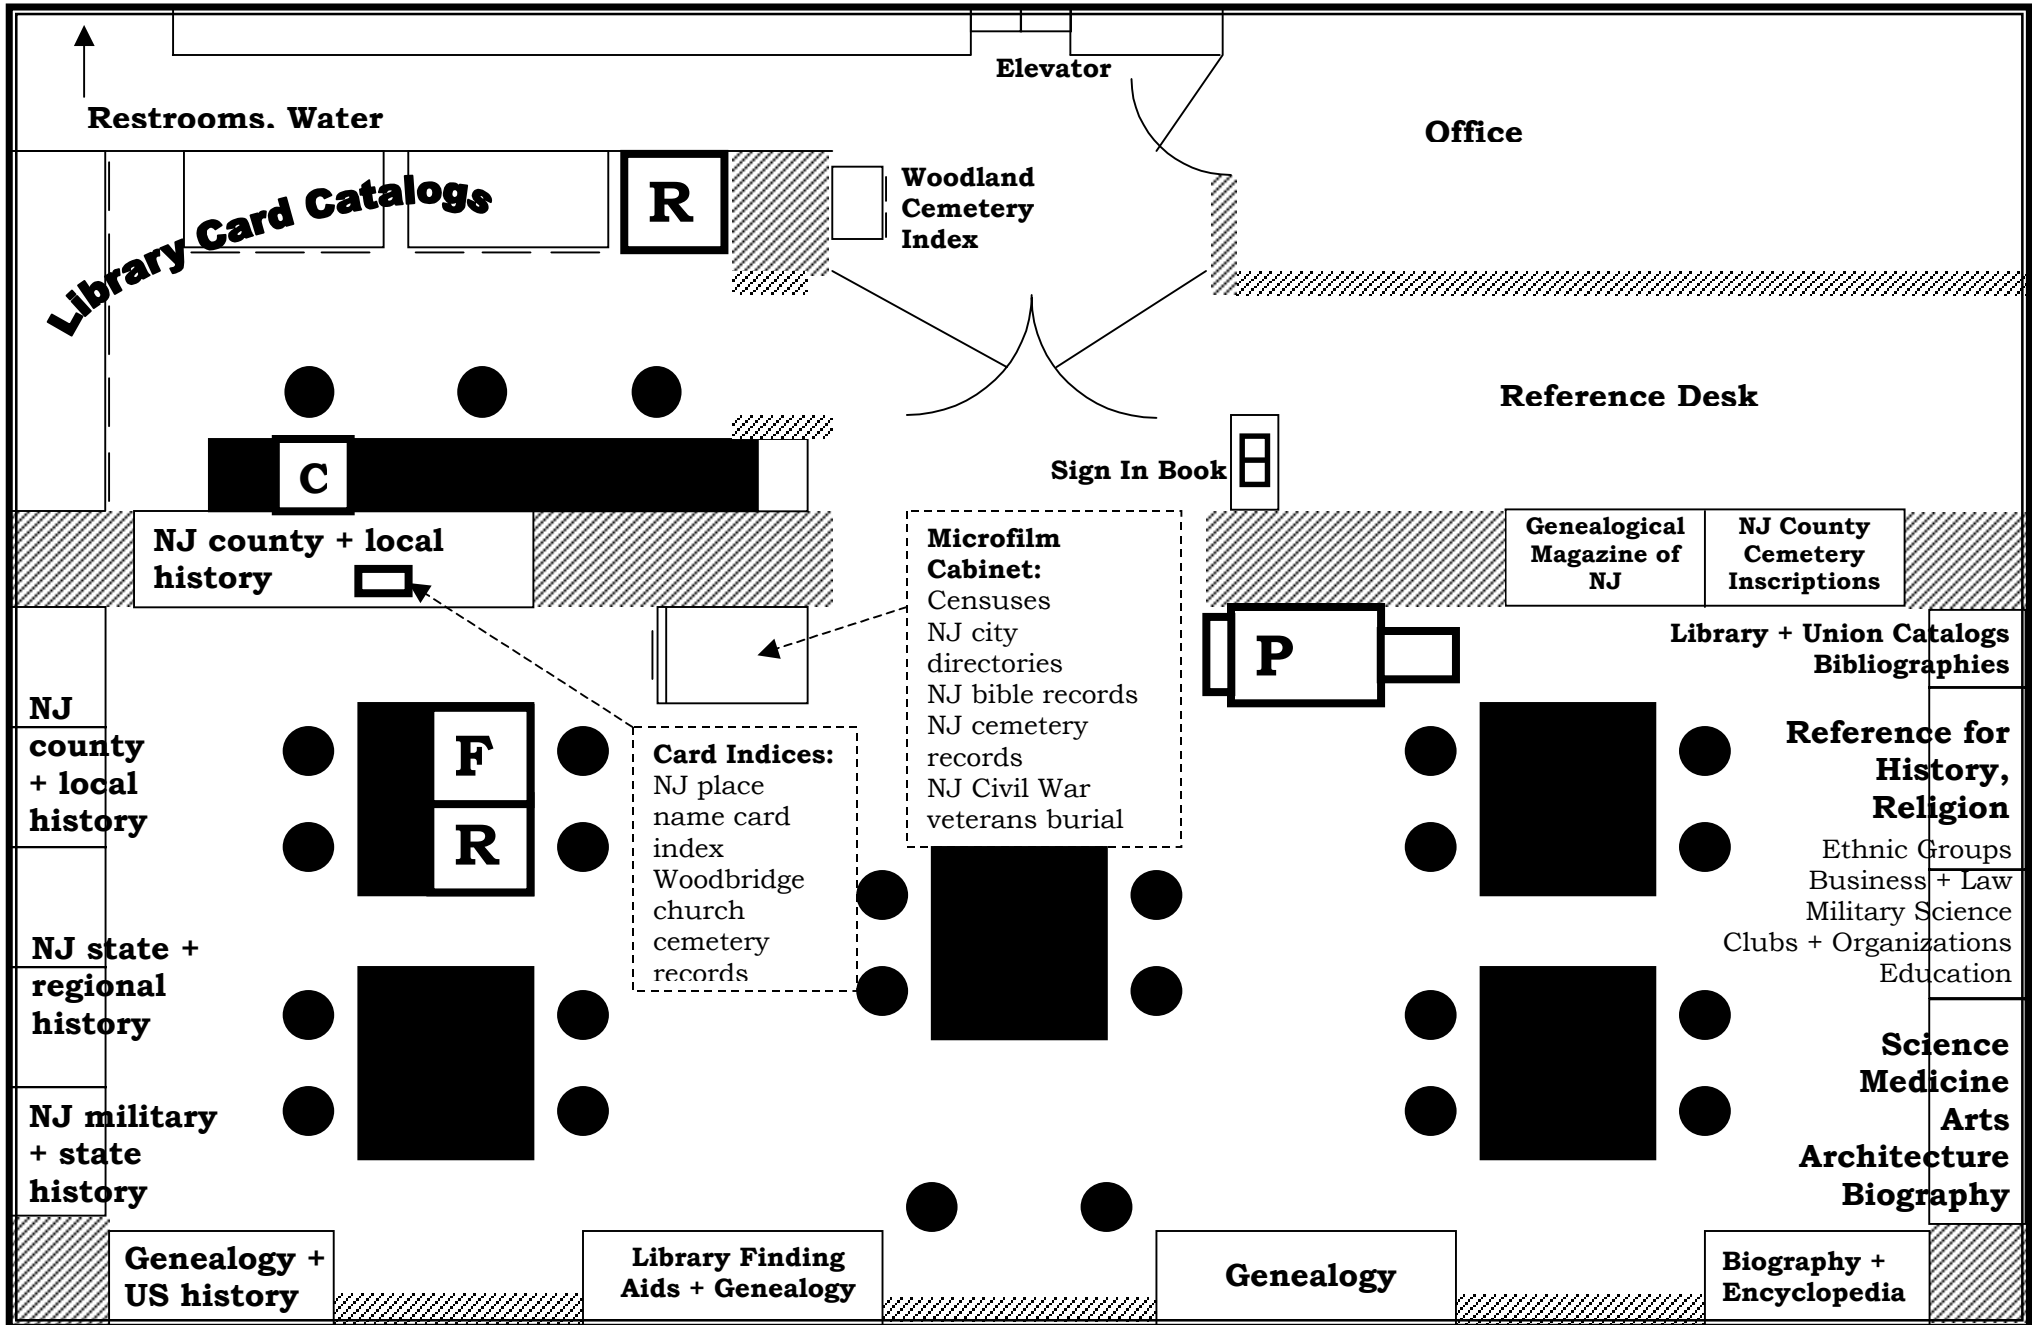 Elevator
Restrooms, Water
Office
Library Card Catalogs
R
Woodland
Cemetery
Index
Reference Desk
C
Sign In Book
NJ county + local
history
Microfilm
Cabinet:
Censuses
NJ city
directories
NJ bible records
NJ cemetery
records
NJ Civil War
veterans burial
Genealogical
Magazine of
NJ
NJ County
Cemetery
Inscriptions
P
Library + Union Catalogs
Bibliographies
NJ
county
+ local
history
F
R
Card Indices:
NJ place
name card
index
Woodbridge
church
cemetery
records
Reference for
History,
Religion
Ethnic Groups
Business + Law
Military Science
Clubs + Organizations
Education
NJ state +
regional
history
Science
Medicine
Arts
Architecture
Biography
NJ military
+ state
history
Genealogy +
US history
Library Finding
Aids + Genealogy
Genealogy
Biography +
Encyclopedia